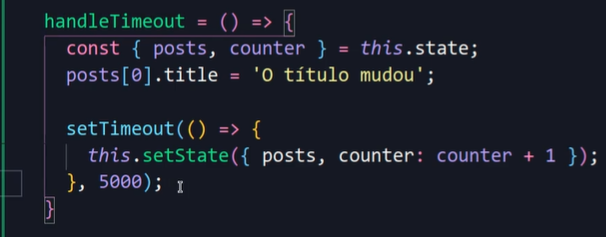 handleTimeout = () => {
const { posts, counter } = this.state;
posts[0].title = 'O título mudou';
setTimeout(() => {
this.setState({ posts, counter: counter + 1 });
}, 5000);
}